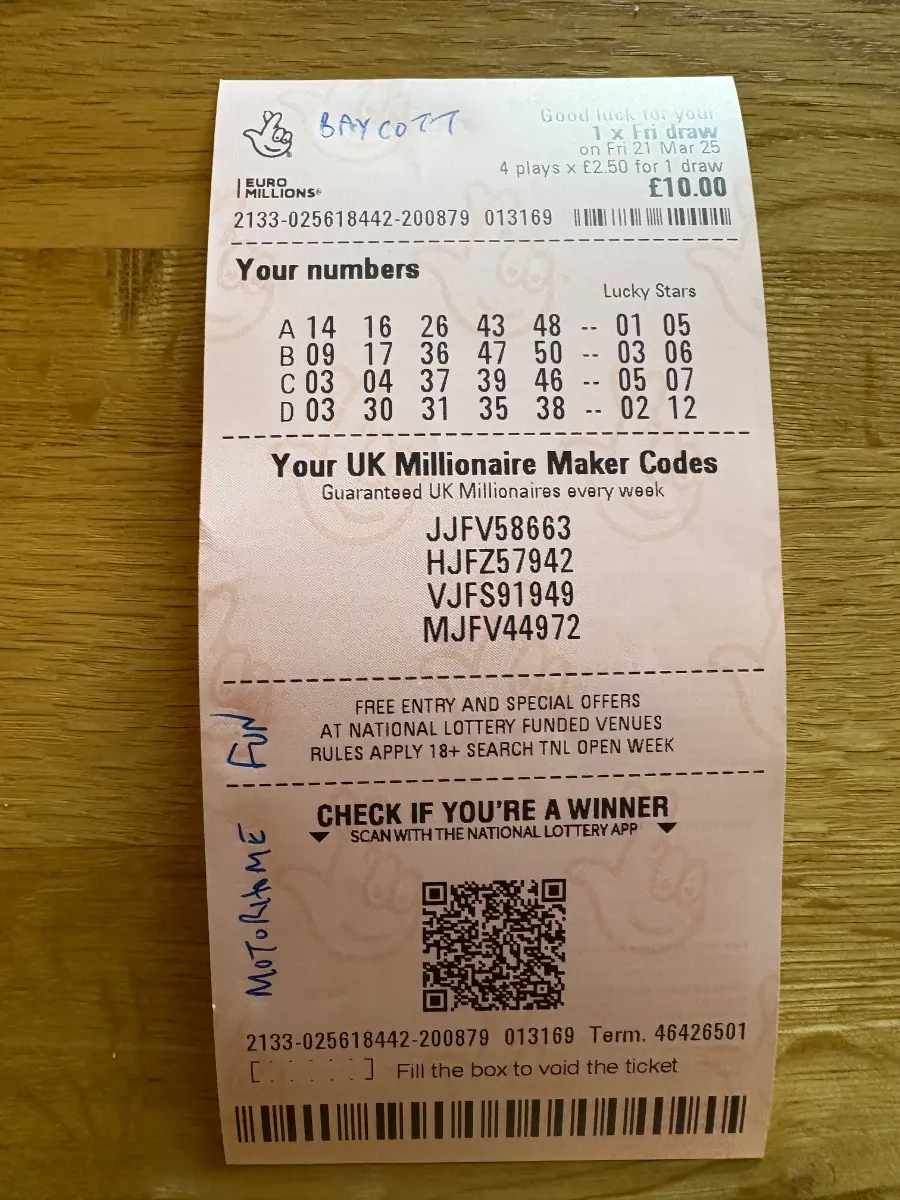 BAYCOTT
Good luck for your
1 x Fri draw
on Fri 21 Mar 25
4 plays x £2.50 for 1 draw
£10.00
EURO
MILLIONS®
2133-025618442-200879 013169
Your numbers
Lucky Stars
A 14 16 26 43 48 -- 01 05
B 09 17 36 47 50 -- 03 06
C 03 04 37 39 46 -- 05 07
D 03 30 31 35 38 -- 02 12
Your UK Millionaire Maker Codes
Guaranteed UK Millionaires every week
JJFV58663
HJFZ57942
VJFS91949
MJFV44972
FREE ENTRY AND SPECIAL OFFERS
AT NATIONAL LOTTERY FUNDED VENUES
RULES APPLY 18+ SEARCH TNL OPEN WEEK
MOTORHOME FUN
CHECK IF YOU'RE A WINNER
SCAN WITH THE NATIONAL LOTTERY APP
2133-025618442-200879 013169 Term. 46426501
Fill the box to void the ticket